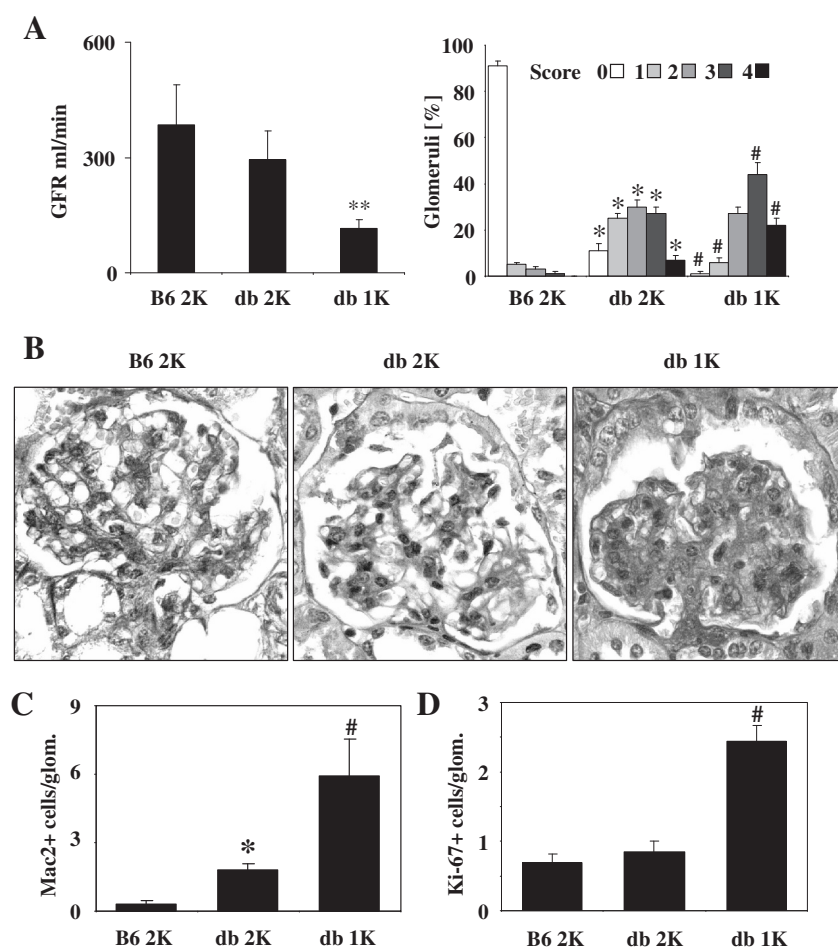 A
600
300
0
GFR ml/min
**
B6 2K db 2K db 1K
100
80
60
40
20
0
Glomeruli [%]
Score 0 1 2 3 4
* * * * *
# # # #
B6 2K db 2K db 1K
B
B6 2K db 2K db 1K
C
9
6
3
0
Mac2+ cells/glom.
*
#
B6 2K db 2K db 1K
D
3
2
1
0
Ki-67+ cells/glom.
#
B6 2K db 2K db 1K